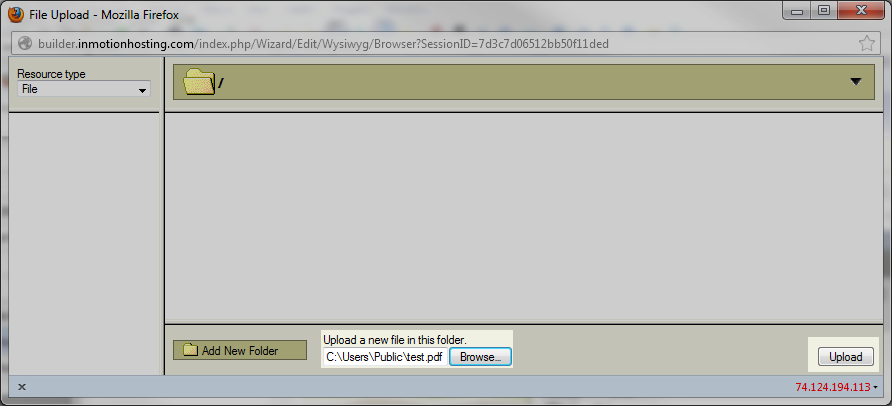 File Upload - Mozilla Firefox
builder.inmotionhosting.com/index.php/Wizard/Edit/Wysiwyg/Browser?SessionID=7d3c7d06512bb50f11ded
Resource type
File
/
Add New Folder
Upload a new file in this folder.
C:\Users\Public\test.pdf
Browse...
Upload
x
74.124.194.113